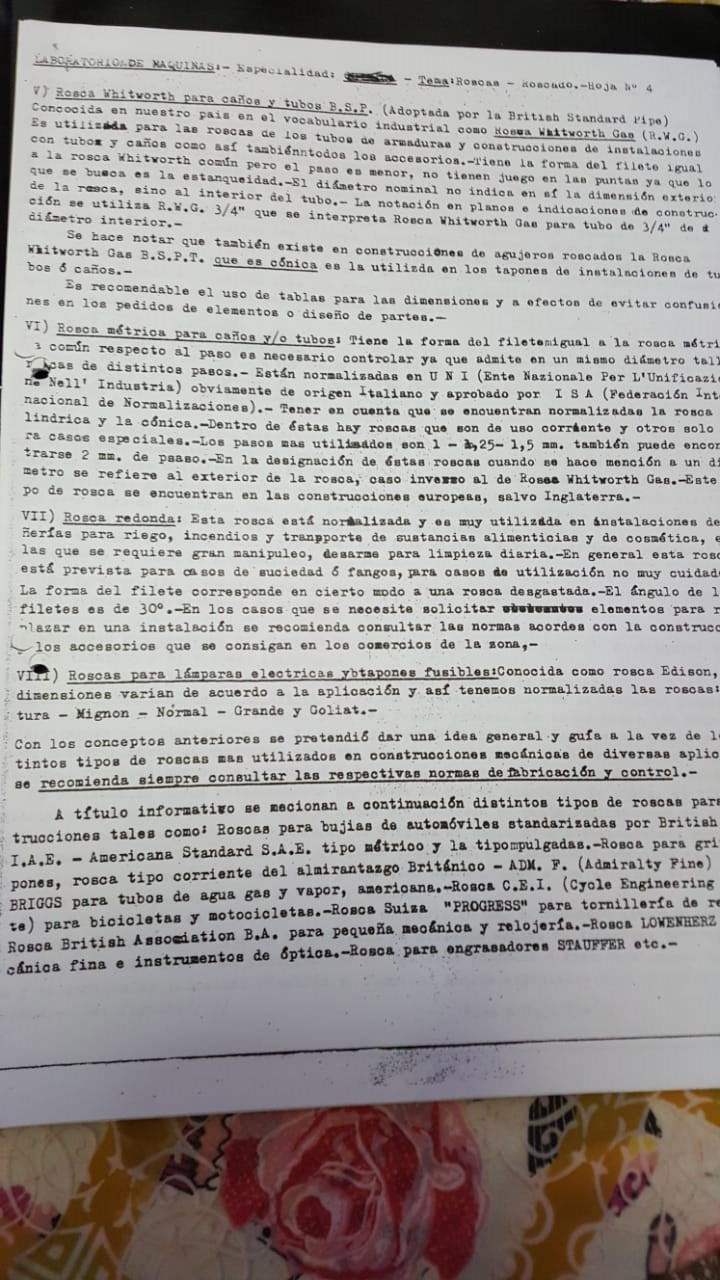 LABORATORIO DE MAQUINAS:- Especialidad: - Tema:Roscas - Roscado.-Hoja Nº 4
V) Rosca Whitworth para caños y tubos B.S.P. (Adoptada por la British Standard Pipe)
Concocida en nuestro pais en el vocabulario industrial como Rosca Whitworth Gas (R.W.G.)
Es utilizada para las roscas de los tubos de armaduras y construcciones de instalaciones
con tubos y caños como así tambiénntodos los accesorios.-Tiene la forma del filete igual
a la rosca Whitworth común pero el paso es menor, no tienen juego en las puntas ya que lo
que se busca es la estanqueidad.-El diámetro nominal no indica en sí la dimensión exterio
de la rosca, sino al interior del tubo.- La notación en planos e indicaciones de construc-
ción se utiliza R.W.G. 3/4" que se interpreta Rosca Whitworth Gas para tubo de 3/4" de
diámetro interior.-
Se hace notar que también existe en construcciónes de agujeros roscados la Rosca
Whitworth Gas B.S.P.T. que es cónica es la utilizda en los tapones de instalaciones de tu
bos ó caños.-
Es recomendable el uso de tablas para las dimensiones y a efectos de evitar confusi
nes en los pedidos de elementos o diseño de partes.-
VI) Rosca métrica para caños y/o tubos: Tiene la forma del filetemigual a la rosca métri
común respecto al paso es necesario controlar ya que admite en un mismo diámetro tal
cas de distintos pasos.- Están normalizadas en U N I (Ente Nazionale Per L'Unificazi
ne Nell' Industria) obviamente de origen Italiano y aprobado por I S A (Federación Int
nacional de Normalizaciones).- Tener en cuenta que se encuentran normalizadas la rosca
líndrica y la cónica.-Dentro de éstas hay roscas que son de uso corriente y otros solo
ra casos especiales.-Los pasos mas utilizados son 1 - 1,25- 1,5 mm. también puede encon
trarse 2 mm. de psaso.-En la designación de éstas roscas cuando se hace mención a un di
metro se refiere al exterior de la rosca, caso inverso al de Rosca Whitworth Gas.-Este
po de rosca se encuentran en las construcciones europeas, salvo Inglaterra.-
VII) Rosca redonda: Esta rosca está normalizada y es muy utilizada en ánstalaciones de
ñerías para riego, incendios y tranpporte de sustancias alimenticias y de cosmética, e
las que se requiere gran manipuleo, desarme para limpieza diaria.-En general esta rosc
está prevista para casos de suciedad ó fangos, para casos de utilización no muy cuidad
La forma del filete corresponde en cierto modo a una rosca desgastada.-El ángulo de l
filetes es de 30°.-En los casos que se necesite solicitar elementos para r
plazar en una instalación se recomienda consultar las normas acordes con la construcc
los accesorios que se consigan en los comercios de la zona,-
VIII) Roscas para lámparas electricas ybtapones fusibles:Conocida como rosca Edison,
dimensiones varian de acuerdo a la aplicación y así tenemos normalizadas las roscas:
tura - Mignon - Normal - Grande y Goliat.-
Con los conceptos anteriores se pretendió dar una idea general y guía a la vez de l
tintos tipos de roscas mas utilizados en construcciones mecánicas de diversas aplic
se recomienda siempre consultar las respectivas normas de fabricación y control.-
A título informativo se mecionan a continuación distintos tipos de roscas par
trucciones tales como: Roscas para bujias de automóviles standarizadas por British
I.A.E. - Americana Standard S.A.E. tipo métrico y la tipompulgadas.-Rosca para gri
pones, rosca tipo corriente del almirantazgo Británico - ADM. F. (Admiralty Fine)
BRIGGS para tubos de agua gas y vapor, americana.-Rosca C.E.I. (Cycle Engineering
te) para bicicletas y motocicletas.-Rosca Suiza "PROGRESS" para tornillería de re
Rosca British Association B.A. para pequeña mecánica y relojería.-Rosca LOWENHERZ
cánica fina e instrumentos de óptica.-Rosca para engrasadores STAUFFER etc.-